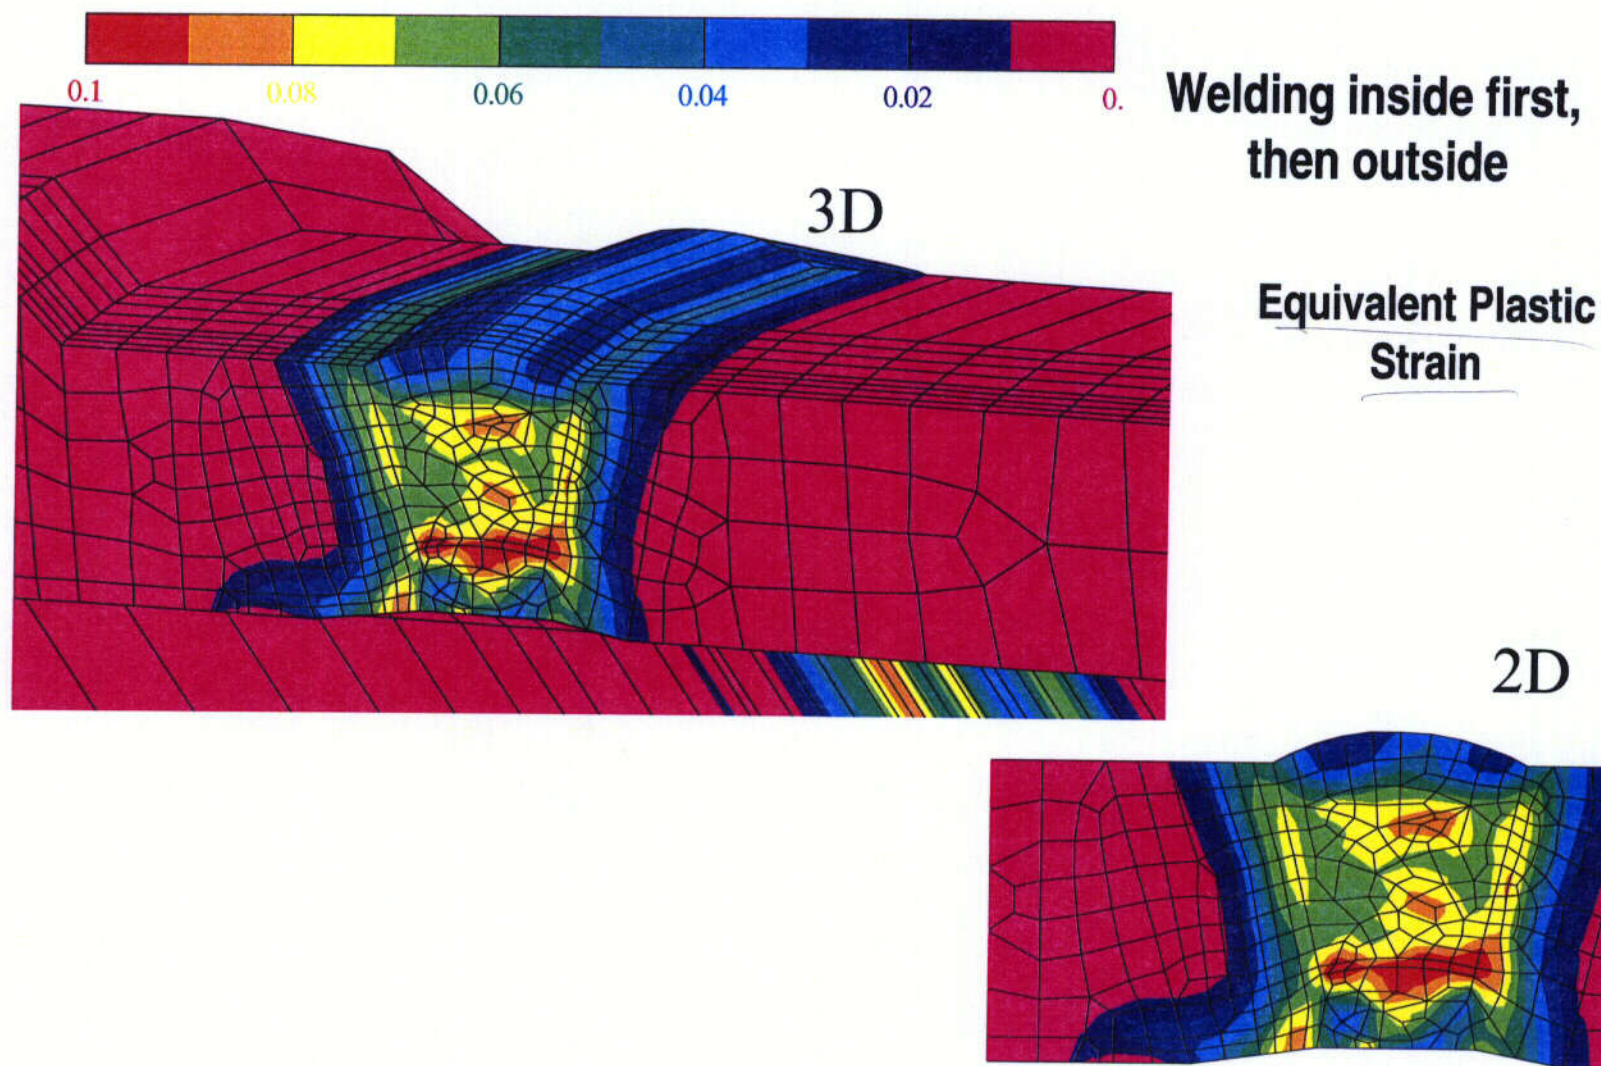 0.1 0.08 0.06 0.04 0.02 0.
Welding inside first,
then outside
3D
Equivalent Plastic
Strain
2D